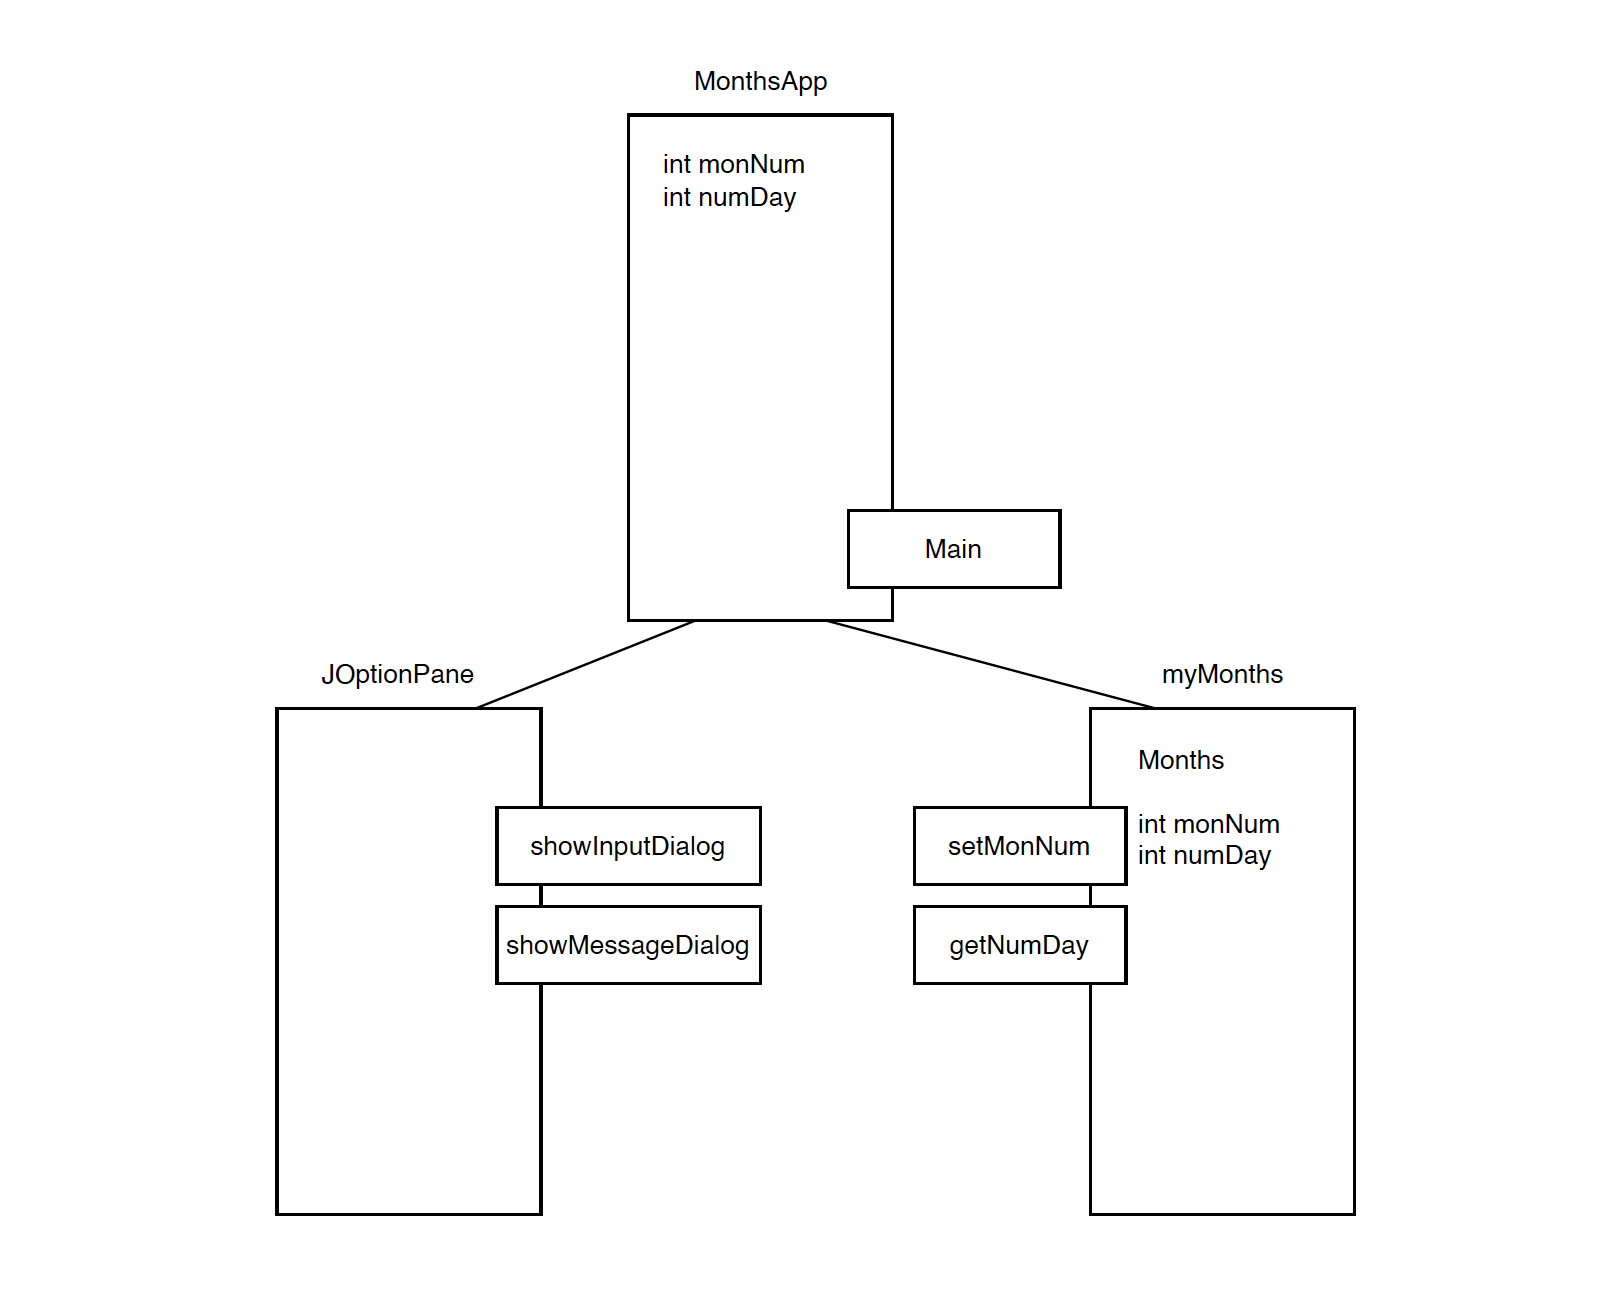 MonthsApp
int monNum
int numDay
Main
JOptionPane
showInputDialog
showMessageDialog
myMonths
Months
int monNum
int numDay
setMonNum
getNumDay